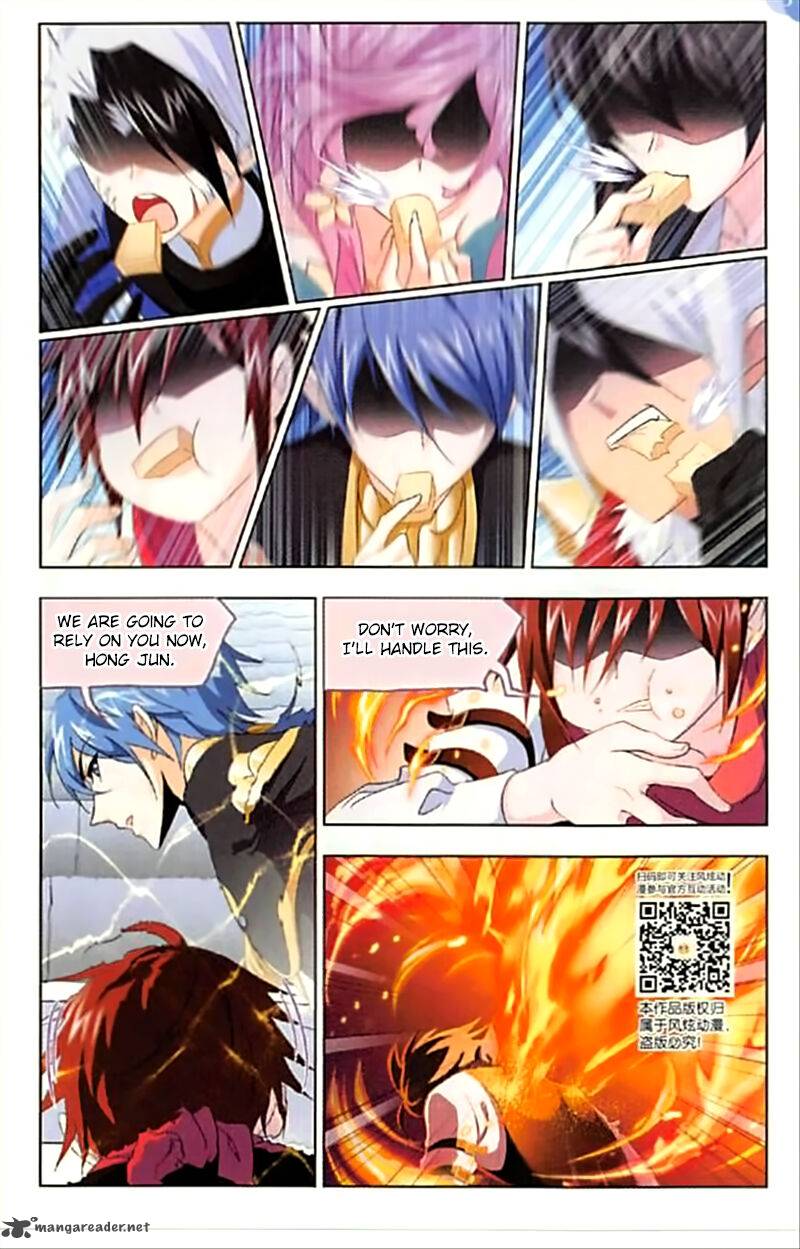 WE ARE GOING TO
RELY ON YOU NOW,
HONG JUN.
DON'T WORRY,
I'LL HANDLE THIS.
扫码即可关注风炫动
漫参与官方互动活动!
本作品版权归
属于风炫动漫,
盗版必究!
mangareader.net